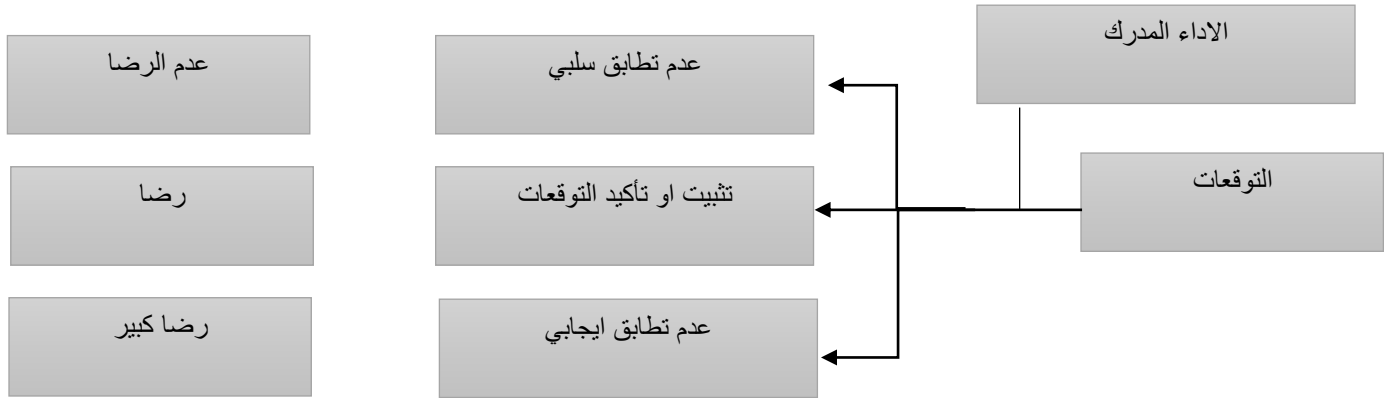 الاداء المدرك
عدم تطابق سلبي
عدم الرضا
التوقعات
تثبيت او تأكيد التوقعات
رضا
عدم تطابق ايجابي
رضا كبير